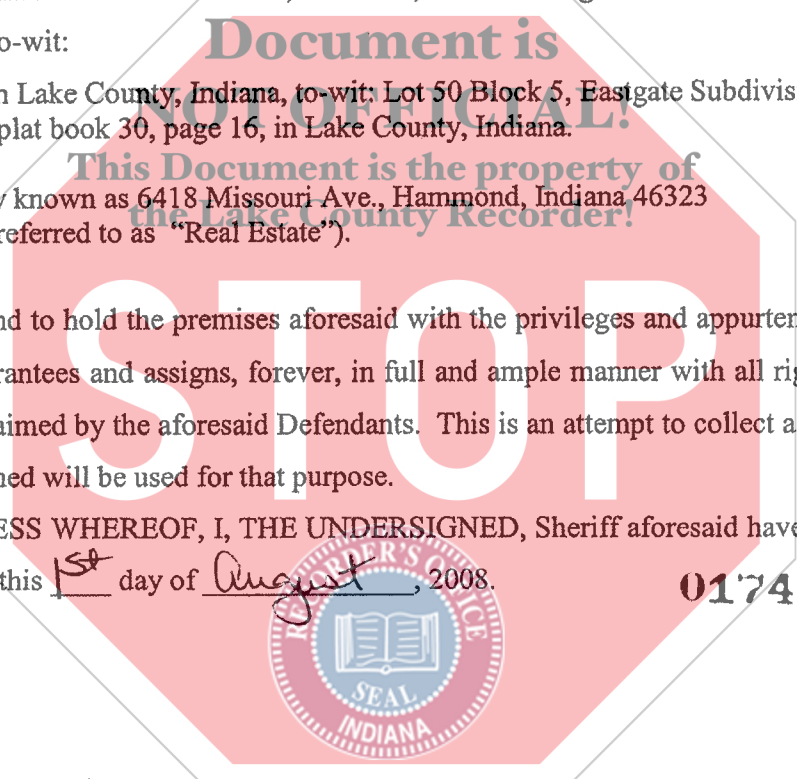 o-wit:
Document is
n Lake County, Indiana, to-wit: Lot 50 Block 5, Eastgate Subdivis
NOT OFFICIAL!
plat book 30, page 16, in Lake County, Indiana.
This Document is the property of
y known as 6418 Missouri Ave., Hammond, Indiana 46323
the Lake County Recorder!
referred to as "Real Estate").
STOP
nd to hold the premises aforesaid with the privileges and appurten
rantees and assigns, forever, in full and ample manner with all rig
aimed by the aforesaid Defendants. This is an attempt to collect a
ned will be used for that purpose.
ESS WHEREOF, I, THE UNDERSIGNED, Sheriff aforesaid have
this 1st day of August, 2008.
0174
RECORDER'S OFFICE
SEAL
INDIANA